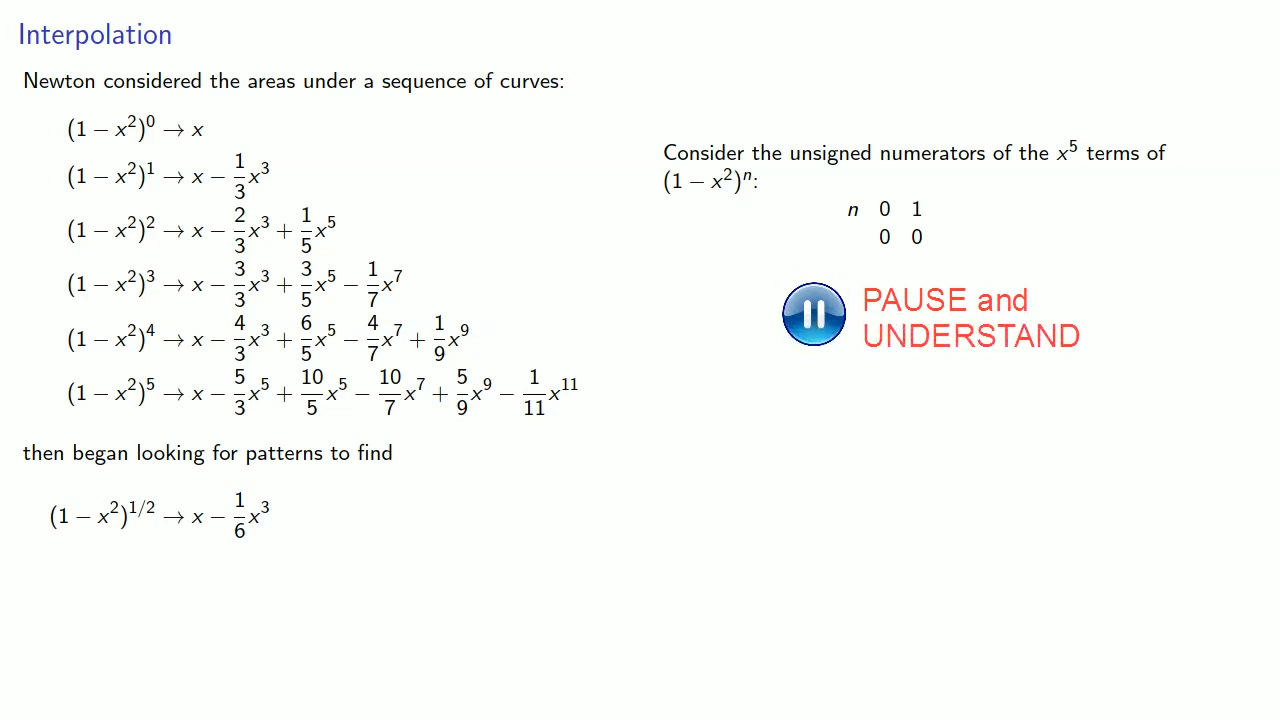 Interpolation
Newton considered the areas under a sequence of curves:
(1 − x²)⁰ → x
(1 − x²)¹ → x − 1/3 x³
(1 − x²)² → x − 2/3 x³ + 1/5 x⁵
(1 − x²)³ → x − 3/3 x³ + 3/5 x⁵ − 1/7 x⁷
(1 − x²)⁴ → x − 4/3 x³ + 6/5 x⁵ − 4/7 x⁷ + 1/9 x⁹
(1 − x²)⁵ → x − 5/3 x⁵ + 10/5 x⁵ − 10/7 x⁷ + 5/9 x⁹ − 1/11 x¹¹
then began looking for patterns to find
(1 − x²)^1/2 → x − 1/6 x³
Consider the unsigned numerators of the x⁵ terms of
(1 − x²)ⁿ:
n 0 1
0 0
PAUSE and
UNDERSTAND